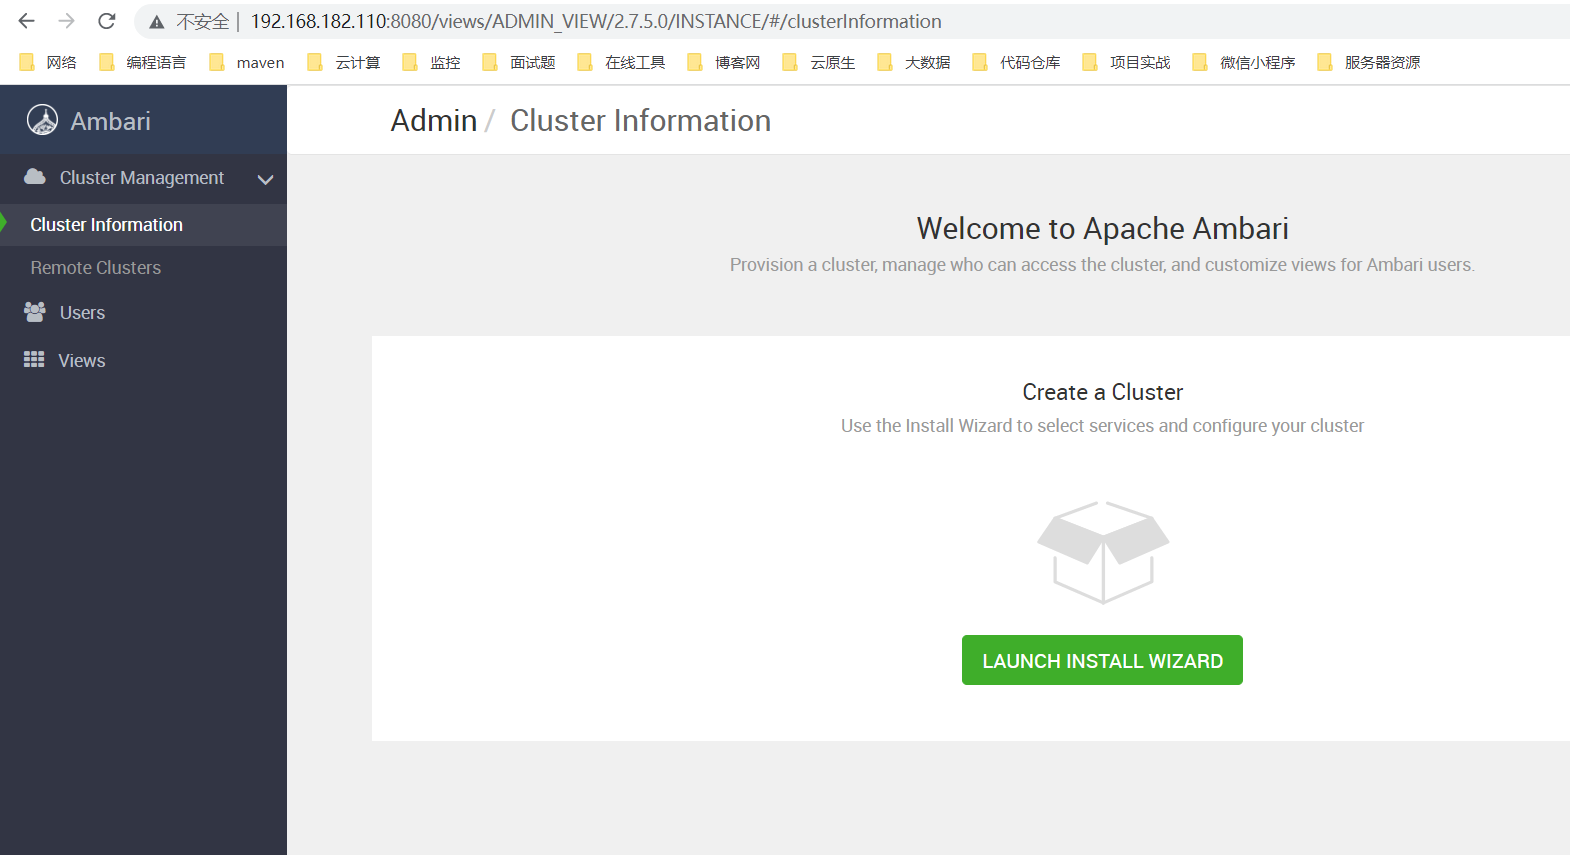 不安全 | 192.168.182.110:8080/views/ADMIN_VIEW/2.7.5.0/INSTANCE/#/clusterInformation
网络 编程语言 maven 云计算 监控 面试题 在线工具 博客网 云原生 大数据 代码仓库 项目实战 微信小程序 服务器资源
Ambari
Cluster Management
Cluster Information
Remote Clusters
Users
Views
Admin / Cluster Information
Welcome to Apache Ambari
Provision a cluster, manage who can access the cluster, and customize views for Ambari users.
Create a Cluster
Use the Install Wizard to select services and configure your cluster
LAUNCH INSTALL WIZARD